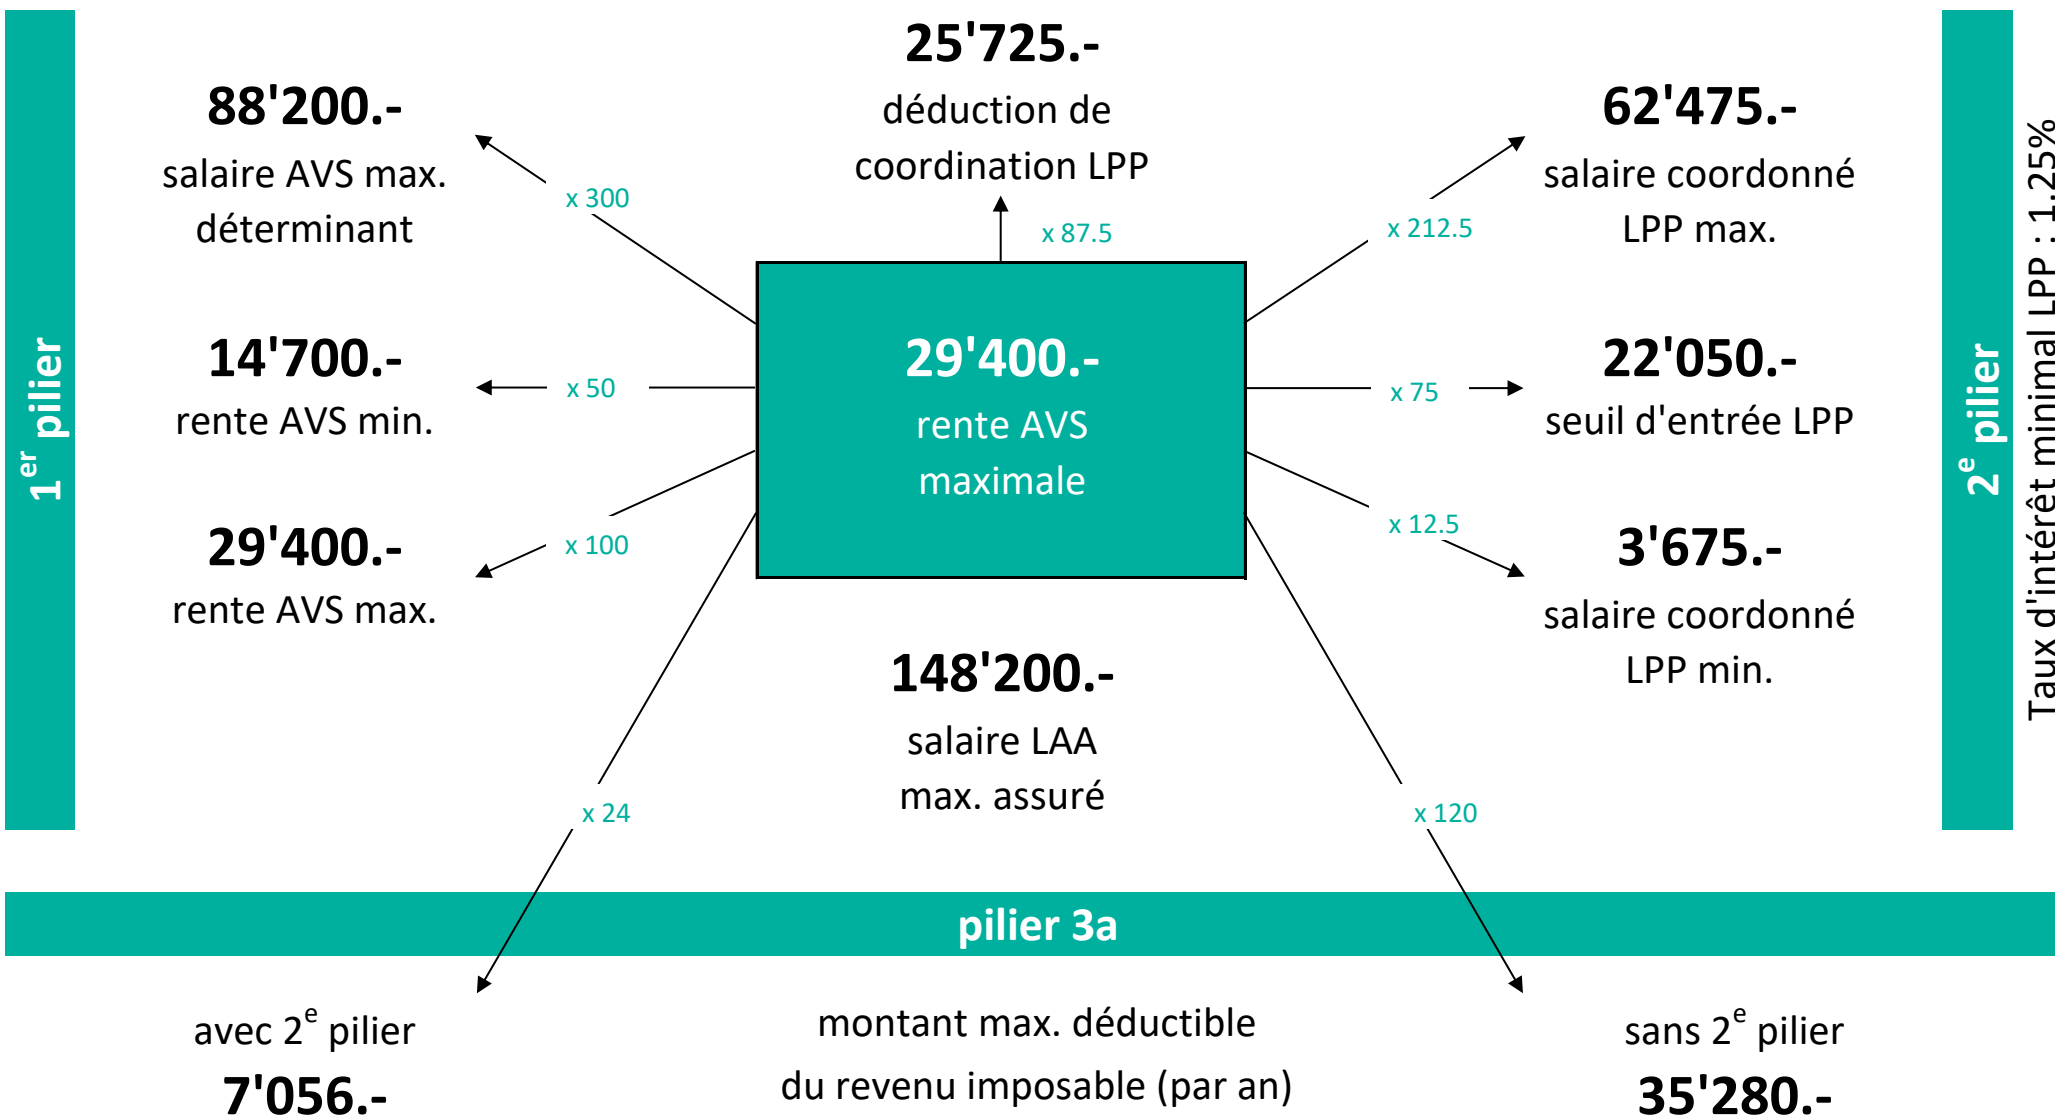 1er pilier
88'200.-
salaire AVS max.
déterminant
x 300
14'700.-
rente AVS min.
x 50
29'400.-
rente AVS max.
x 100
25'725.-
déduction de
coordination LPP
x 87.5
29'400.-
rente AVS
maximale
148'200.-
salaire LAA
max. assuré
62'475.-
salaire coordonné
LPP max.
x 212.5
22'050.-
seuil d'entrée LPP
x 75
3'675.-
salaire coordonné
LPP min.
x 12.5
2e pilier
Taux d'intérêt minimal LPP : 1.25%
x 24
x 120
pilier 3a
avec 2e pilier
7'056.-
montant max. déductible
du revenu imposable (par an)
sans 2e pilier
35'280.-